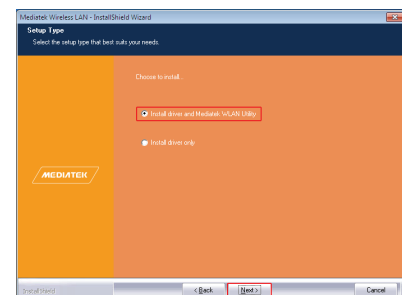 Mediatek Wireless LAN - InstallShield Wizard
Setup Type
Select the setup type that best suits your needs.
Choose to install...
Install driver and Mediatek WLAN Utility
Install driver only
MEDIATEK
InstallShield
< Back
Next >
Cancel